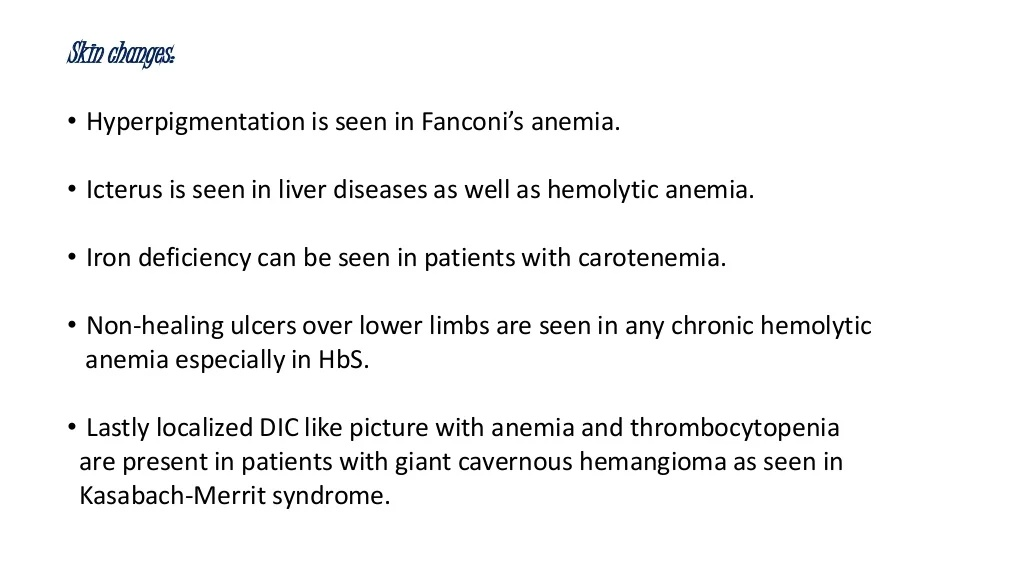 Skin changes:
• Hyperpigmentation is seen in Fanconi’s anemia.
• Icterus is seen in liver diseases as well as hemolytic anemia.
• Iron deficiency can be seen in patients with carotenemia.
• Non-healing ulcers over lower limbs are seen in any chronic hemolytic
anemia especially in HbS.
• Lastly localized DIC like picture with anemia and thrombocytopenia
are present in patients with giant cavernous hemangioma as seen in
Kasabach-Merrit syndrome.